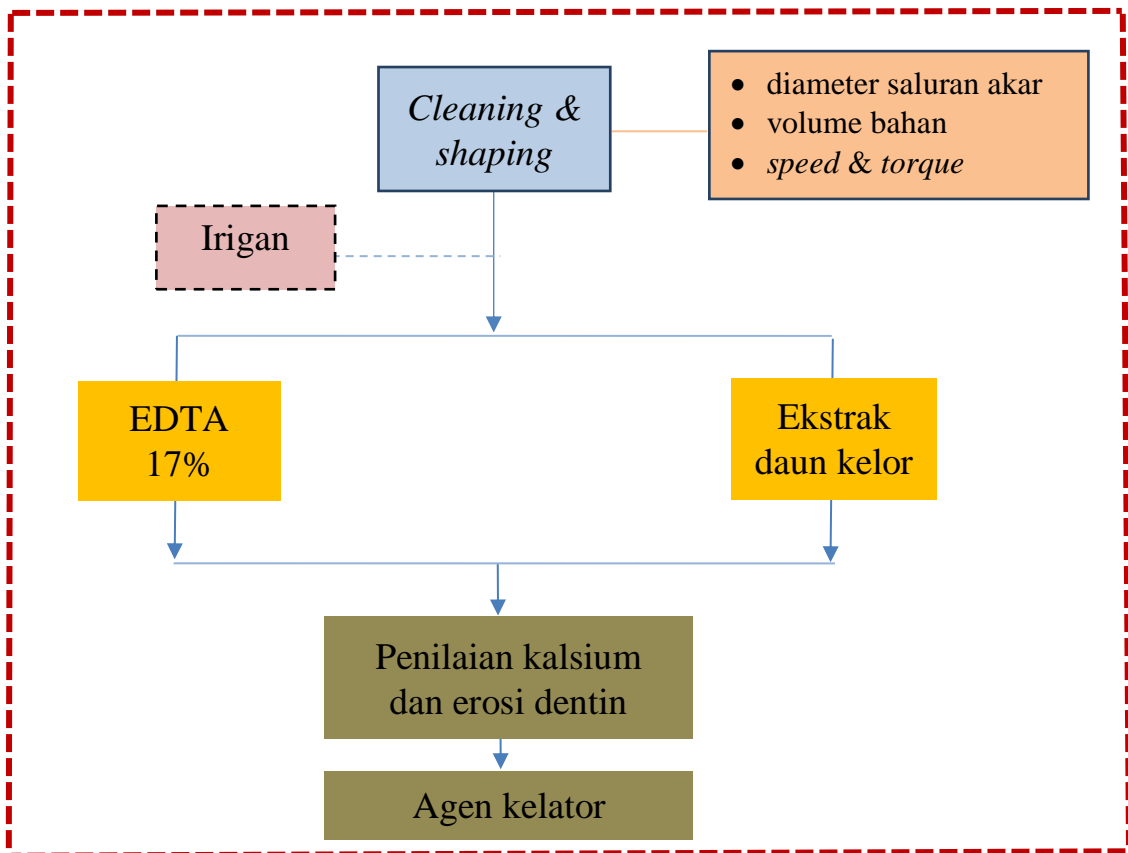 Cleaning &
shaping
• diameter saluran akar
• volume bahan
• speed & torque
Irigan
EDTA
17%
Ekstrak
daun kelor
Penilaian kalsium
dan erosi dentin
Agen kelator